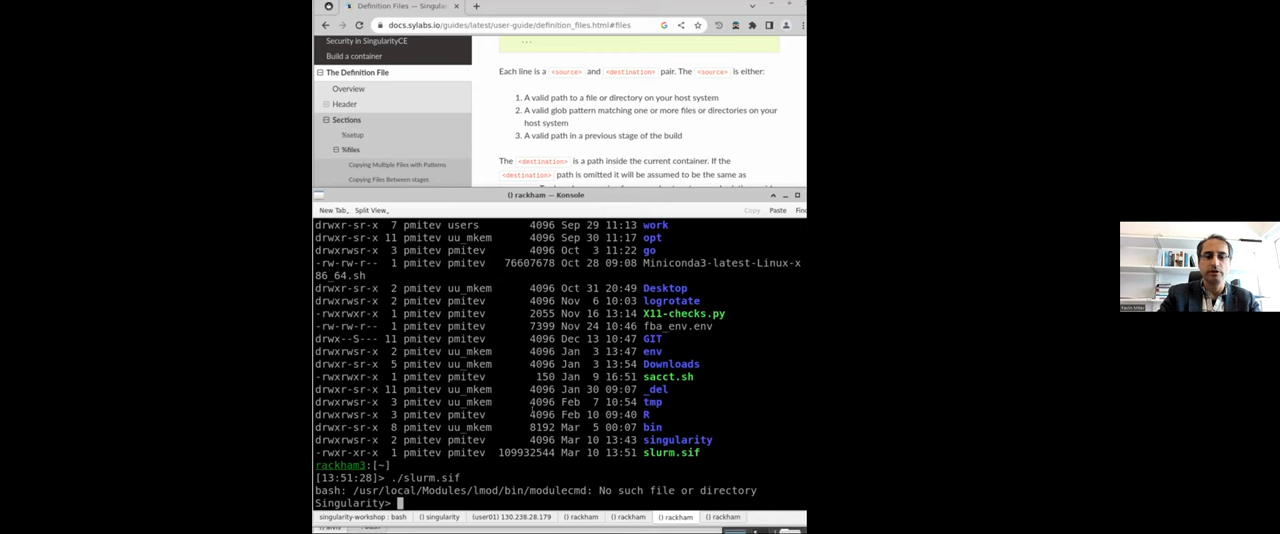 Definition Files — Singular
docs.sylabs.io/guides/latest/user-guide/definition_files.html#files
Security in SingularityCE
Build a container
The Definition File
Overview
Header
Sections
%setup
%files
Copying Multiple Files with Patterns
Copying Files Between stages
...
Each line is a <source> and <destination> pair. The <source> is either:
1. A valid path to a file or directory on your host system
2. A valid glob pattern matching one or more files or directories on your
host system
3. A valid path in a previous stage of the build
The <destination> is a path inside the current container. If the
<destination> path is omitted it will be assumed to be the same as
() rackham — Konsole
New Tab Split View Copy Paste Find
drwxr-sr-x 7 pmitev users 4096 Sep 29 11:13 work
drwxr-sr-x 11 pmitev uu_mkem 4096 Sep 30 11:17 opt
drwxrwsr-x 3 pmitev pmitev 4096 Oct 3 11:22 go
-rw-rw-r-- 1 pmitev pmitev 76607678 Oct 28 09:08 Miniconda3-latest-Linux-x
86_64.sh
drwxr-sr-x 2 pmitev pmitev 4096 Oct 31 20:49 Desktop
drwxrwsr-x 2 pmitev pmitev 4096 Nov 6 10:03 logrotate
-rwxrwxr-x 1 pmitev pmitev 2055 Nov 16 13:14 X11-checks.py
-rw-rw-r-- 1 pmitev pmitev 7399 Nov 24 10:46 fba_env.env
drwx--S--- 11 pmitev pmitev 4096 Dec 13 10:47 GIT
drwxrwsr-x 2 pmitev uu_mkem 4096 Jan 3 13:47 env
drwxr-sr-x 5 pmitev uu_mkem 4096 Jan 3 13:54 Downloads
-rwxrwxr-x 1 pmitev pmitev 150 Jan 9 16:51 sacct.sh
drwxr-sr-x 11 pmitev uu_mkem 4096 Jan 30 09:07 _del
drwxrwsr-x 3 pmitev uu_mkem 4096 Feb 7 10:54 tmp
drwxrwsr-x 3 pmitev pmitev 4096 Feb 10 09:40 R
drwxr-sr-x 8 pmitev uu_mkem 8192 Mar 5 00:07 bin
drwxrwsr-x 2 pmitev pmitev 4096 Mar 10 13:43 singularity
-rwxr-xr-x 1 pmitev pmitev 109932544 Mar 10 13:51 slurm.sif
rackham3:[~]
[13:51:28]> ./slurm.sif
bash: /usr/local/Modules/lmod/bin/modulecmd: No such file or directory
Singularity>
singularity-workshop : bash () singularity (user01) 130.238.28.179 () rackham () rackham () rackham () rackham